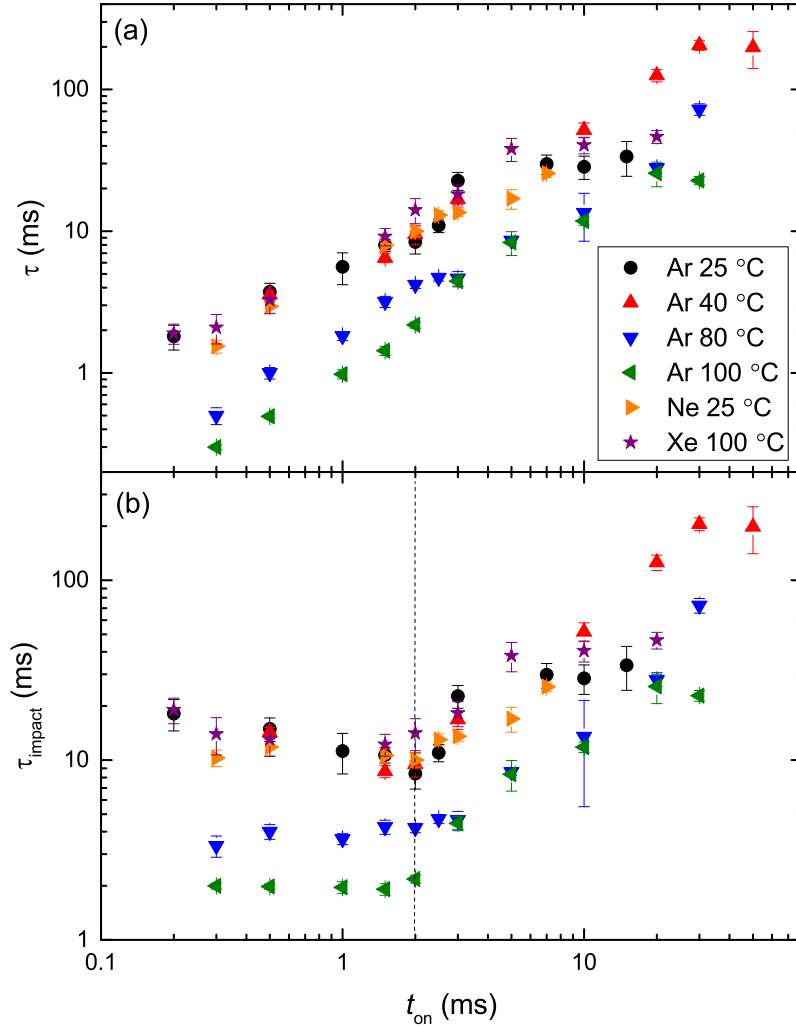 (a)
100
10
1
τ (ms)
Ar 25 °C
Ar 40 °C
Ar 80 °C
Ar 100 °C
Ne 25 °C
Xe 100 °C
(b)
100
10
1
τimpact (ms)
0.1
1
10
ton (ms)